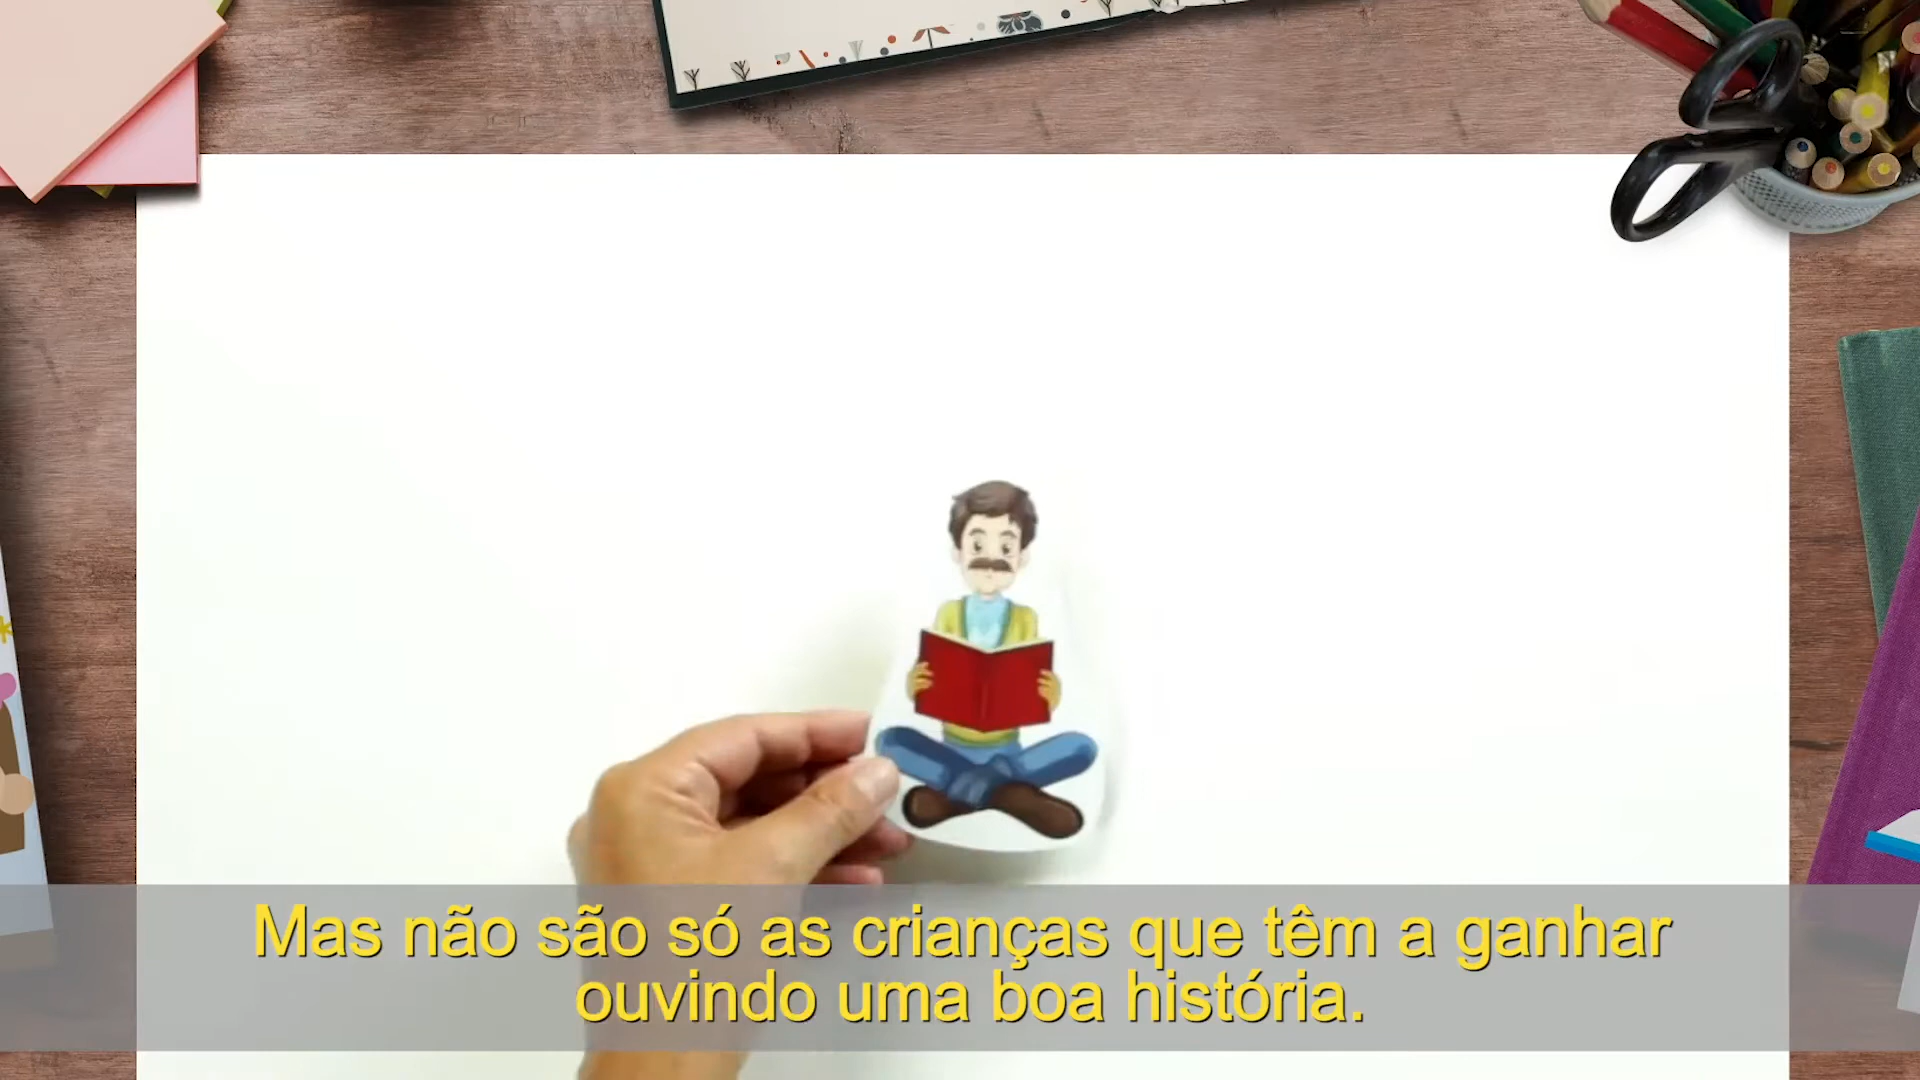 Mas não são só as crianças que têm a ganhar
ouvindo uma boa história.